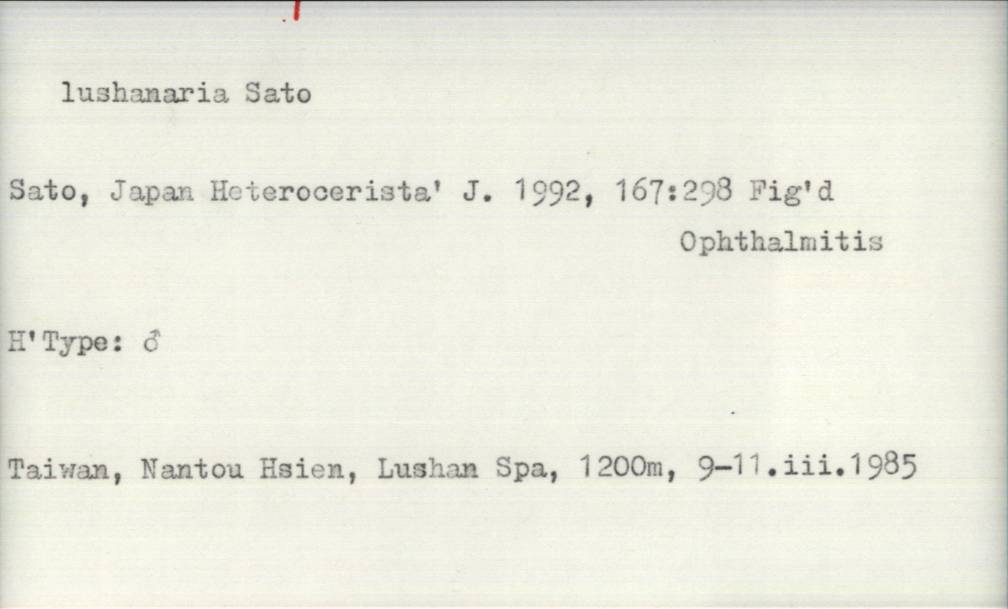 lushanaria Sato
Sato, Japan Heterocerista' J. 1992, 167:298 Fig'd
Ophthalmitis
H'Type: ♂
Taiwan, Nantou Hsien, Lushan Spa, 1200m, 9-11.iii.1985